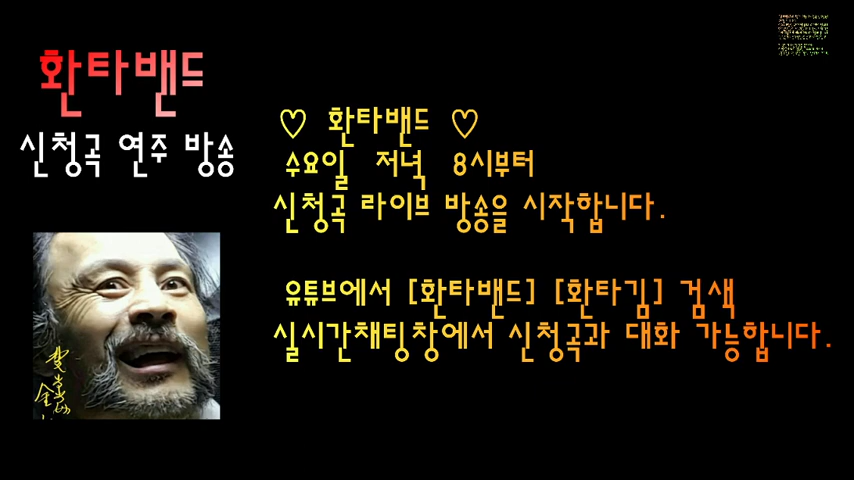 환타밴드
신청곡 연주 방송
♡ 환타밴드 ♡
수요일 저녁 8시부터
신청곡 라이브 방송을 시작합니다.
유튜브에서 [환타밴드] [환타김] 검색
실시간채팅창에서 신청곡과 대화 가능합니다.